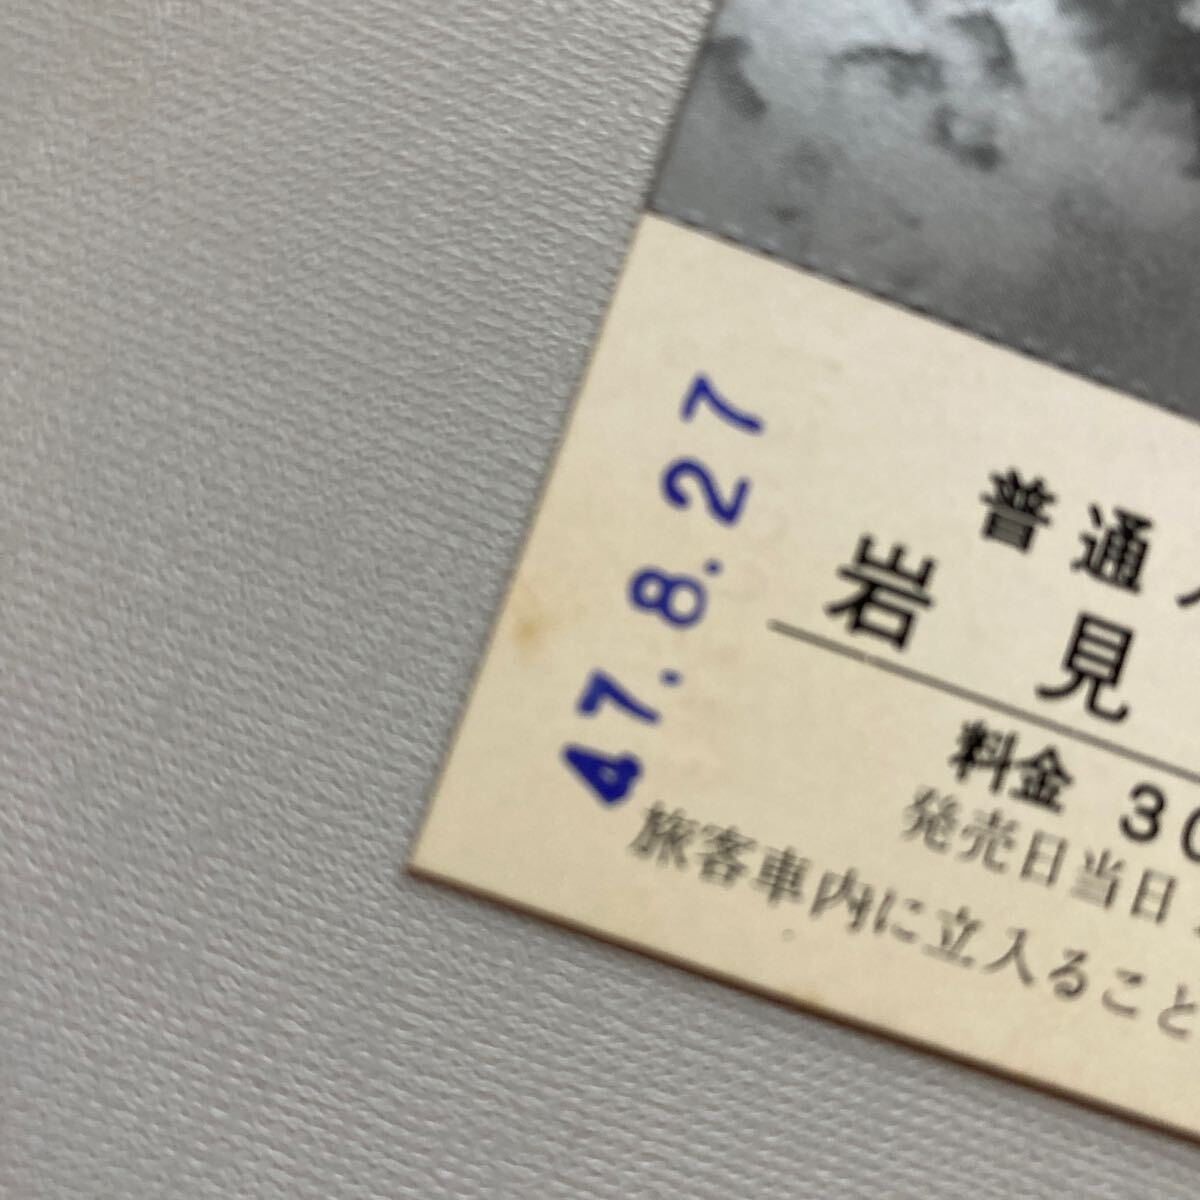 47.8.27
普通
岩見
料金 30
発売日当日
旅客車内に立入ること